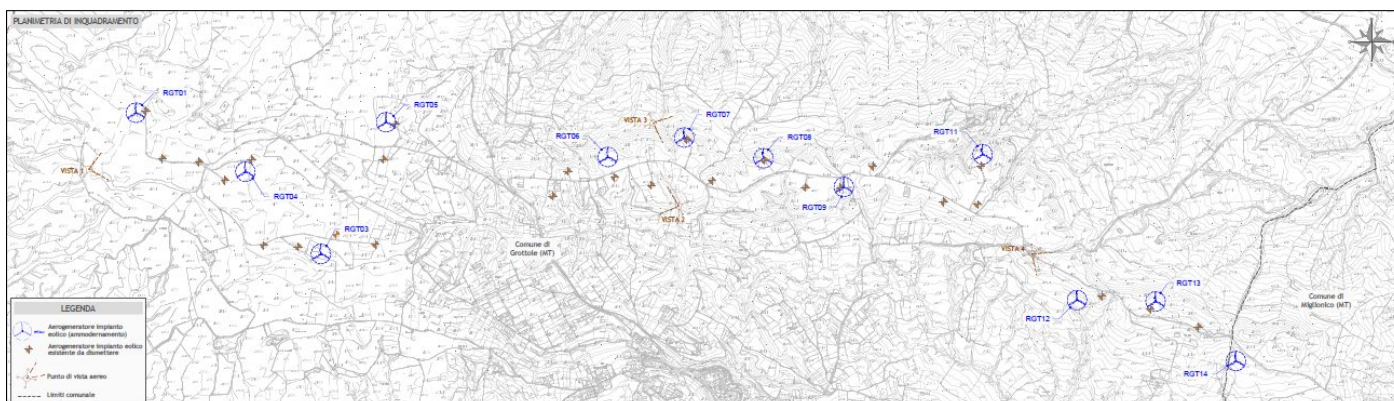 PLANIMETRIA DI INQUADRAMENTO
RGT01
RGT05
VISTA 3
RGT07
RGT06
RGT08
RGT11
VISTA 1
RGT04
RGT09
VISTA 2
RGT03
Comune di
Grottole (MT)
VISTA 4
RGT13
RGT12
Comune di
Miglionico (MT)
RGT14
LEGENDA
Aerogeneratore impianto
eolico (ammodernamento)
Aerogeneratore impianto eolico
esistente da dismettere
Punto di vista aereo
Limiti comunale